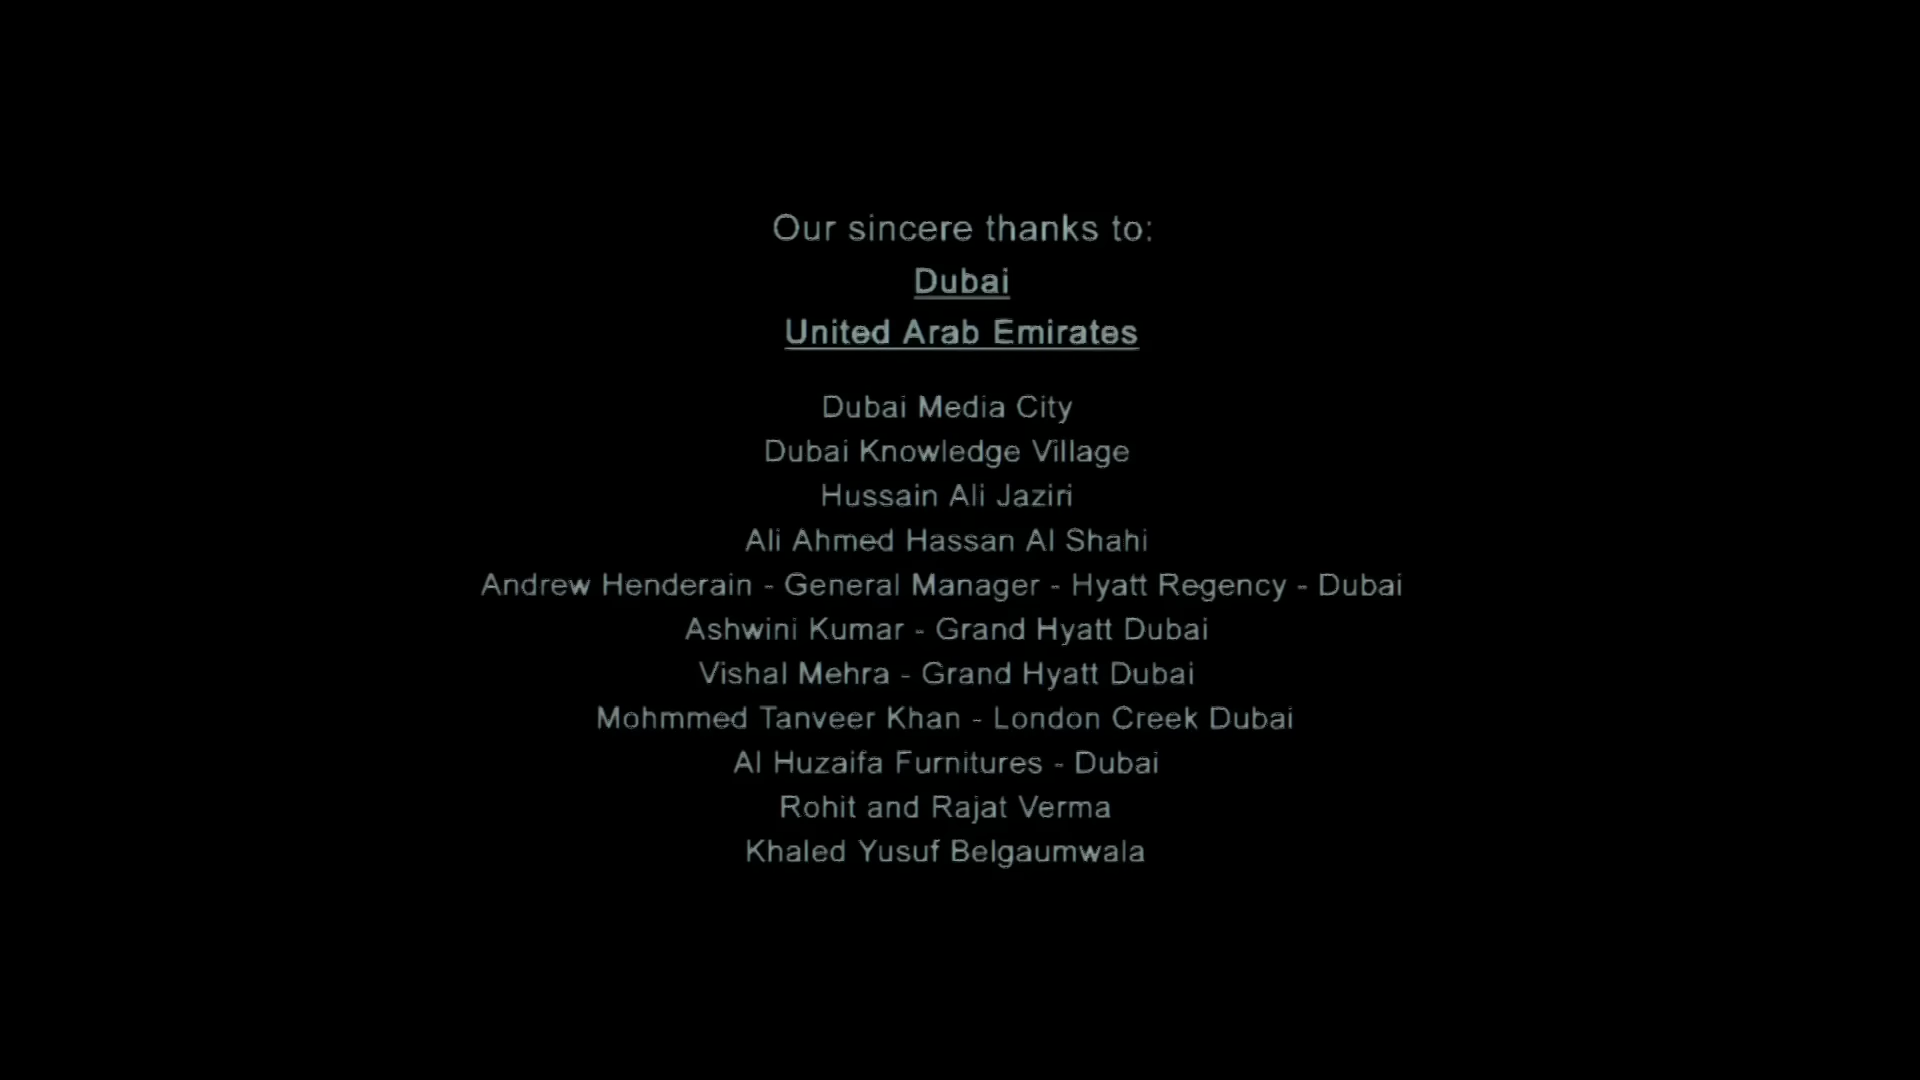 Our sincere thanks to:
Dubai
United Arab Emirates
Dubai Media City
Dubai Knowledge Village
Hussain Ali Jaziri
Ali Ahmed Hassan Al Shahi
Andrew Henderain - General Manager - Hyatt Regency - Dubai
Ashwini Kumar - Grand Hyatt Dubai
Vishal Mehra - Grand Hyatt Dubai
Mohmmed Tanveer Khan - London Creek Dubai
Al Huzaifa Furnitures - Dubai
Rohit and Rajat Verma
Khaled Yusuf Belgaumwala